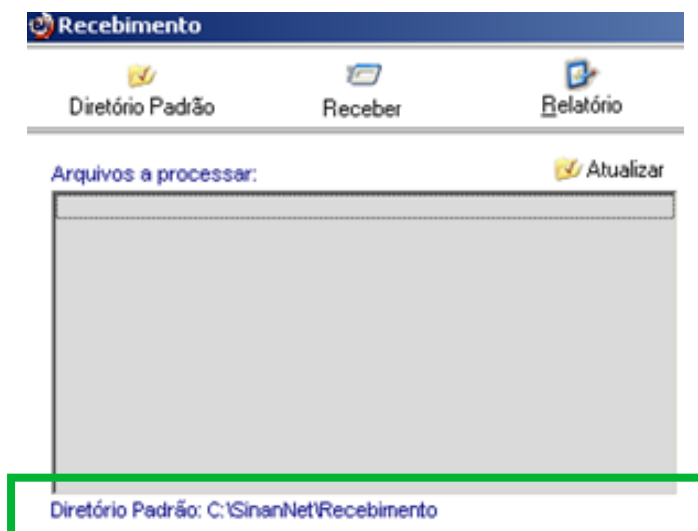 Recebimento
Diretório Padrão Receber Relatório
Arquivos a processar: Atualizar
Diretório Padrão: C:\SinanNet\Recebimento